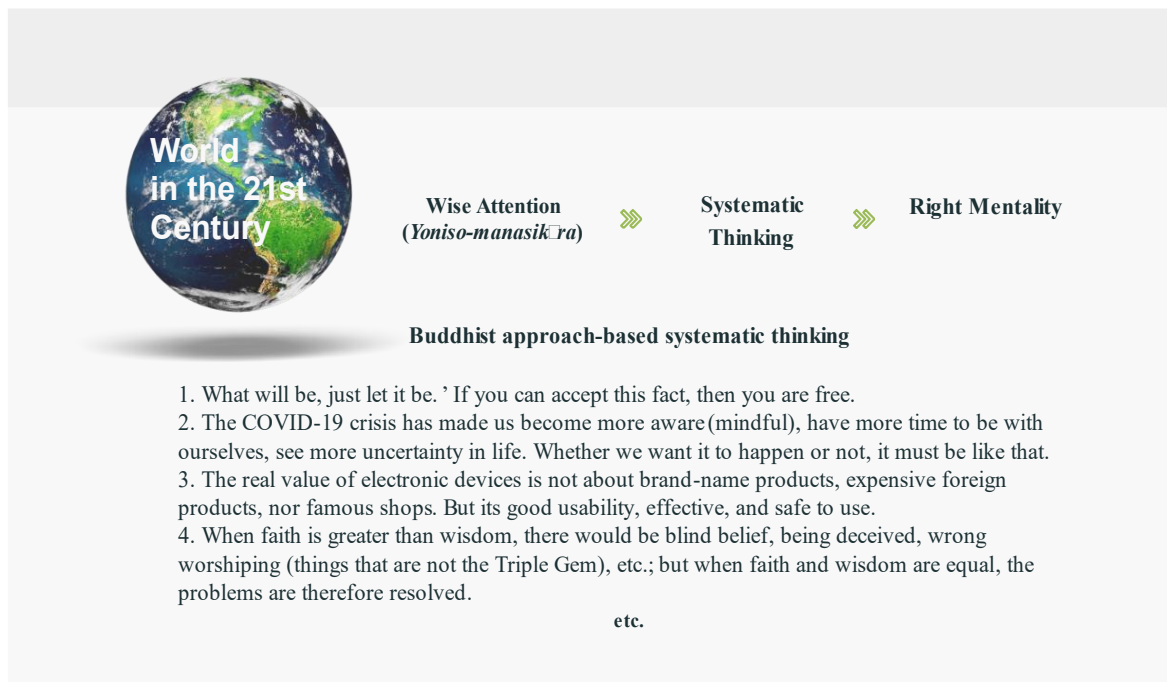 World
in the 21st
Century
Wise Attention
(Yoniso-manasik□ra)
Systematic
Thinking
Right Mentality
Buddhist approach-based systematic thinking
1. What will be, just let it be. ’ If you can accept this fact, then you are free.
2. The COVID-19 crisis has made us become more aware (mindful), have more time to be with
ourselves, see more uncertainty in life. Whether we want it to happen or not, it must be like that.
3. The real value of electronic devices is not about brand-name products, expensive foreign
products, nor famous shops. But its good usability, effective, and safe to use.
4. When faith is greater than wisdom, there would be blind belief, being deceived, wrong
worshiping (things that are not the Triple Gem), etc.; but when faith and wisdom are equal, the
problems are therefore resolved.
etc.